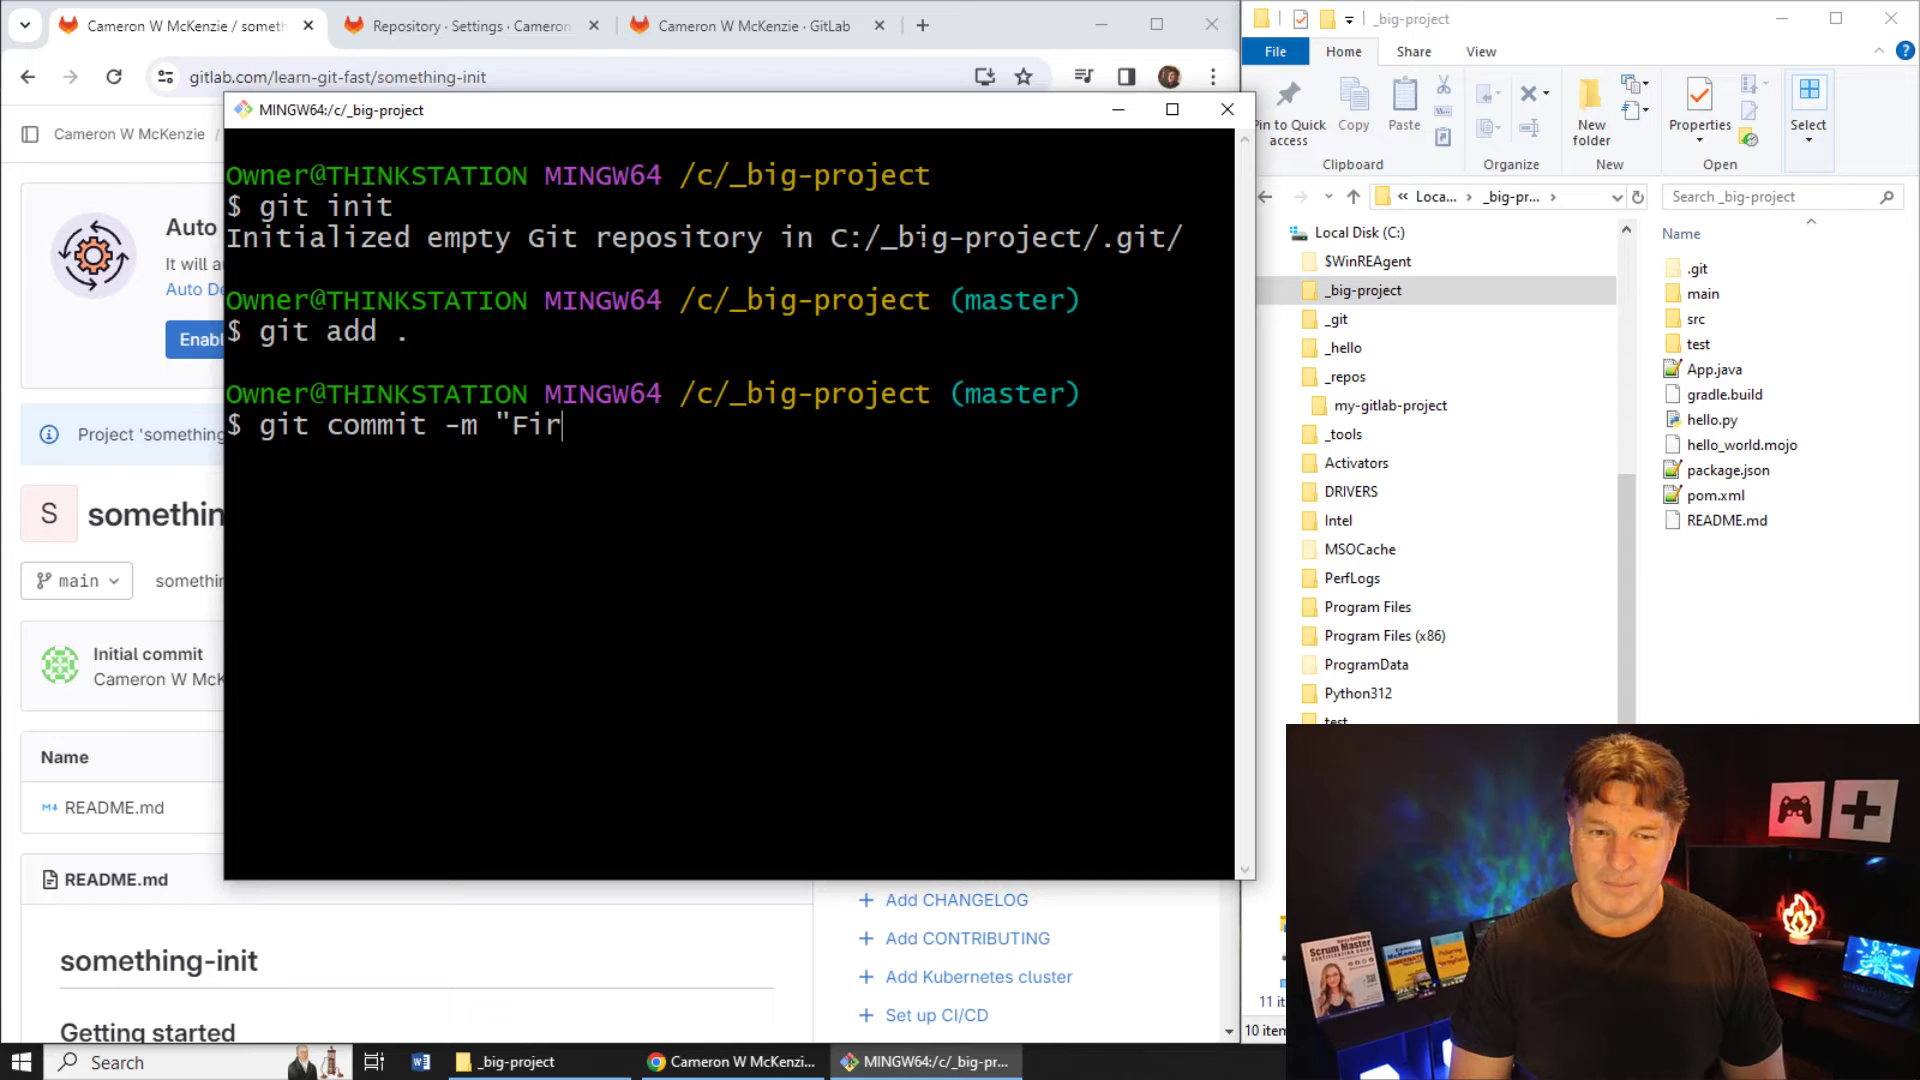 Cameron W McKenzie / someth
Repository · Settings · Cameron
Cameron W McKenzie · GitLab
gitlab.com/learn-git-fast/something-init
Cameron W McKenzie /
Auto
It will a
Auto De
Enabl
Project 'something
S
somethin
main
somethin
Initial commit
Cameron W McK
Name
README.md
README.md
something-init
Getting started
Add CHANGELOG
Add CONTRIBUTING
Add Kubernetes cluster
Set up CI/CD
MINGW64:/c/_big-project
Owner@THINKSTATION MINGW64 /c/_big-project
$ git init
Initialized empty Git repository in C:/_big-project/.git/
Owner@THINKSTATION MINGW64 /c/_big-project (master)
$ git add .
Owner@THINKSTATION MINGW64 /c/_big-project (master)
$ git commit -m "Fir
_big-project
File Home Share View
Pin to Quick access
Copy
Paste
New folder
Properties
Select
Clipboard
Organize
New
Open
« Loca... › _big-pr... ›
Search _big-project
Local Disk (C:)
$WinREAgent
_big-project
_git
_hello
_repos
my-gitlab-project
_tools
Activators
DRIVERS
Intel
MSOCache
PerfLogs
Program Files
Program Files (x86)
ProgramData
Python312
test
Name
.git
main
src
test
App.java
gradle.build
hello.py
hello_world.mojo
package.json
pom.xml
README.md
11 it
10 item
Scrum Master
Search
_big-project
Cameron W McKenzi...
MINGW64:/c/_big-pr...